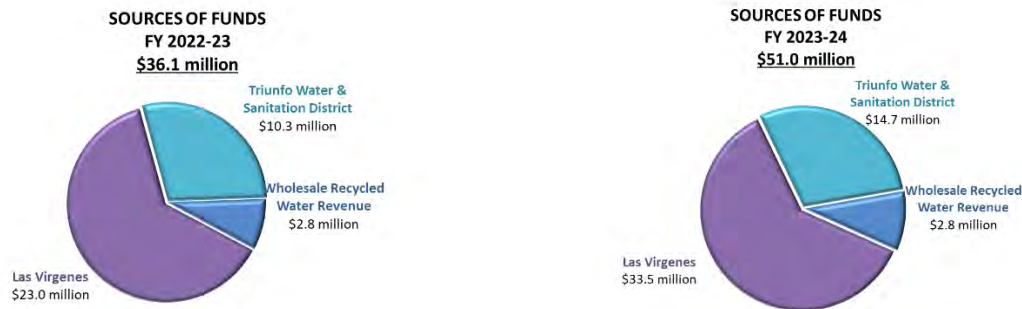 SOURCES OF FUNDS
FY 2022-23
$36.1 million
Triunfo Water &
Sanitation District
$10.3 million
Wholesale Recycled
Water Revenue
$2.8 million
Las Virgenes
$23.0 million
SOURCES OF FUNDS
FY 2023-24
$51.0 million
Triunfo Water &
Sanitation District
$14.7 million
Wholesale Recycled
Water Revenue
$2.8 million
Las Virgenes
$33.5 million